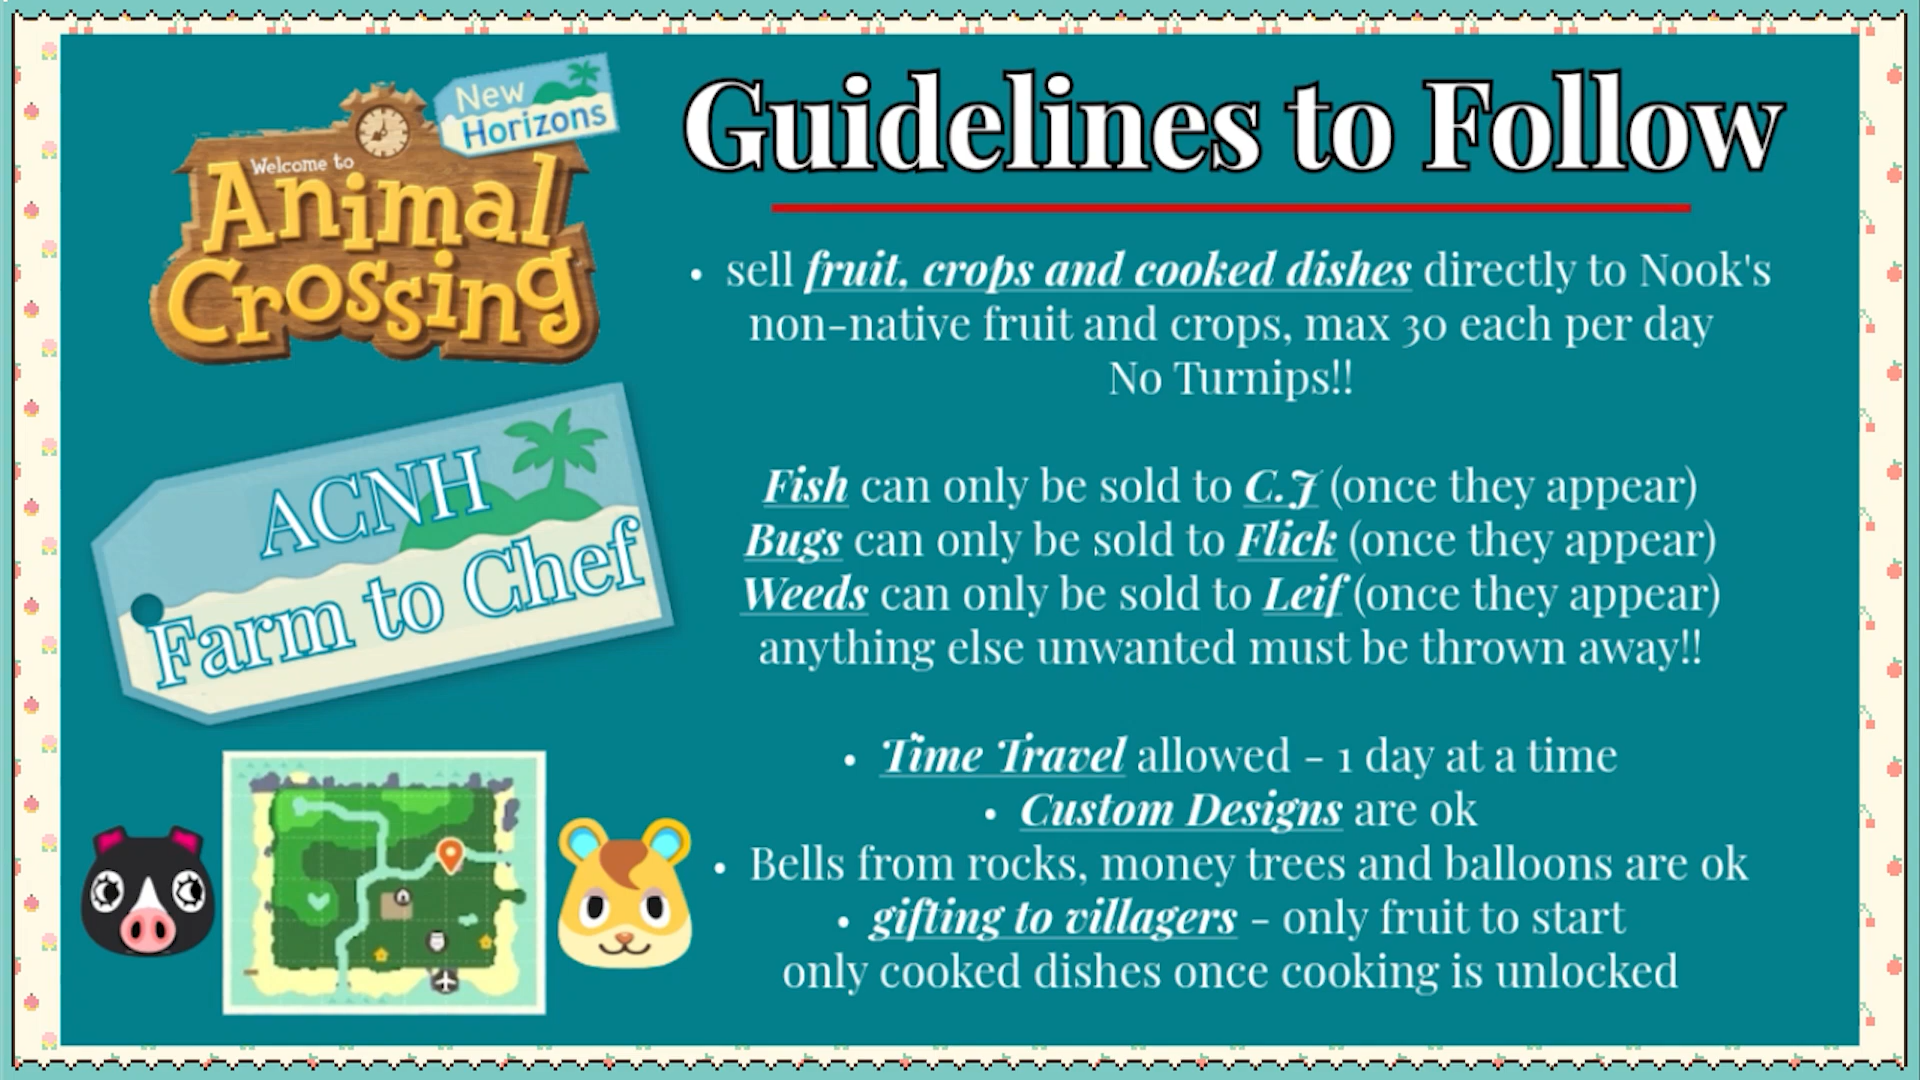 New
Horizons
Welcome to
Animal
Crossing
ACNH
Farm to Chef
Guidelines to Follow
• sell fruit, crops and cooked dishes directly to Nook's
non-native fruit and crops, max 30 each per day
No Turnips!!
Fish can only be sold to C.J (once they appear)
Bugs can only be sold to Flick (once they appear)
Weeds can only be sold to Leif (once they appear)
anything else unwanted must be thrown away!!
• Time Travel allowed - 1 day at a time
• Custom Designs are ok
• Bells from rocks, money trees and balloons are ok
• gifting to villagers - only fruit to start
only cooked dishes once cooking is unlocked